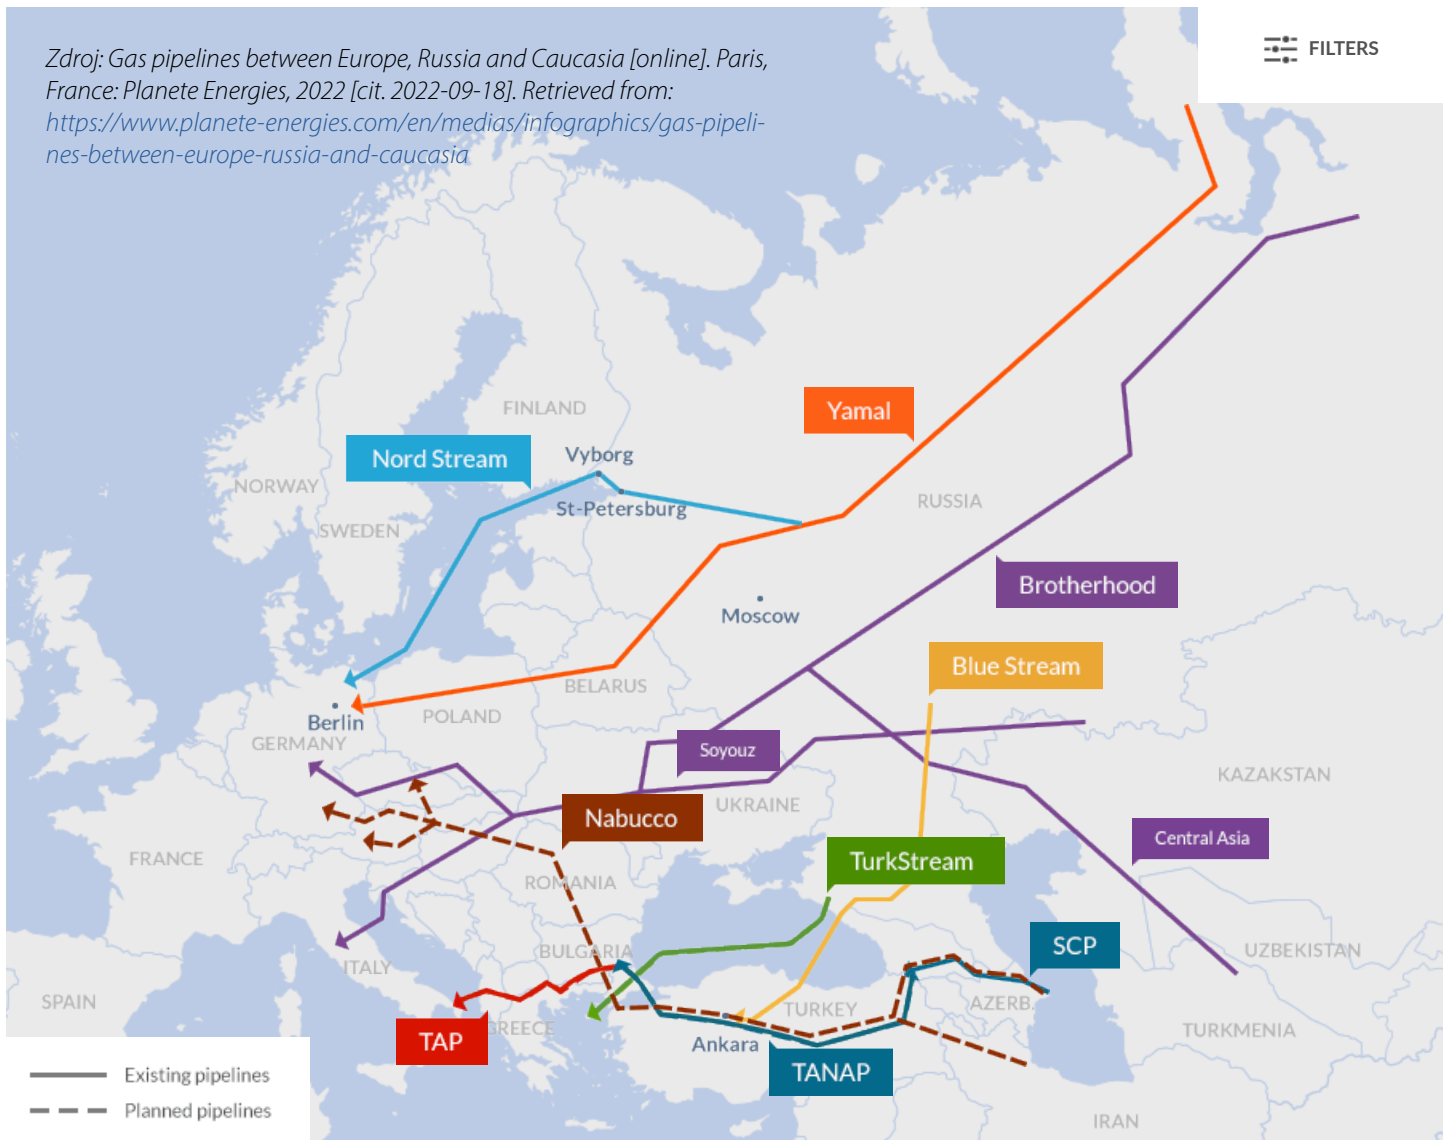 Zdroj: Gas pipelines between Europe, Russia and Caucasia [online]. Paris,
France: Planete Energies, 2022 [cit. 2022-09-18]. Retrieved from:
https://www.planete-energies.com/en/medias/infographics/gas-pipeli-
nes-between-europe-russia-and-caucasia
FILTERS
FINLAND
Yamal
Nord Stream
Vyborg
NORWAY
St-Petersburg
RUSSIA
SWEDEN
Brotherhood
Moscow
Blue Stream
BELARUS
POLAND
Berlin
GERMANY
Soyouz
KAZAKSTAN
UKRAINE
Nabucco
Central Asia
FRANCE
TurkStream
ROMANIA
BULGARIA
SCP
UZBEKISTAN
ITALY
SPAIN
TURKEY
AZERB.
GREECE
TURKMENIA
TAP
Ankara
TANAP
Existing pipelines
Planned pipelines
IRAN